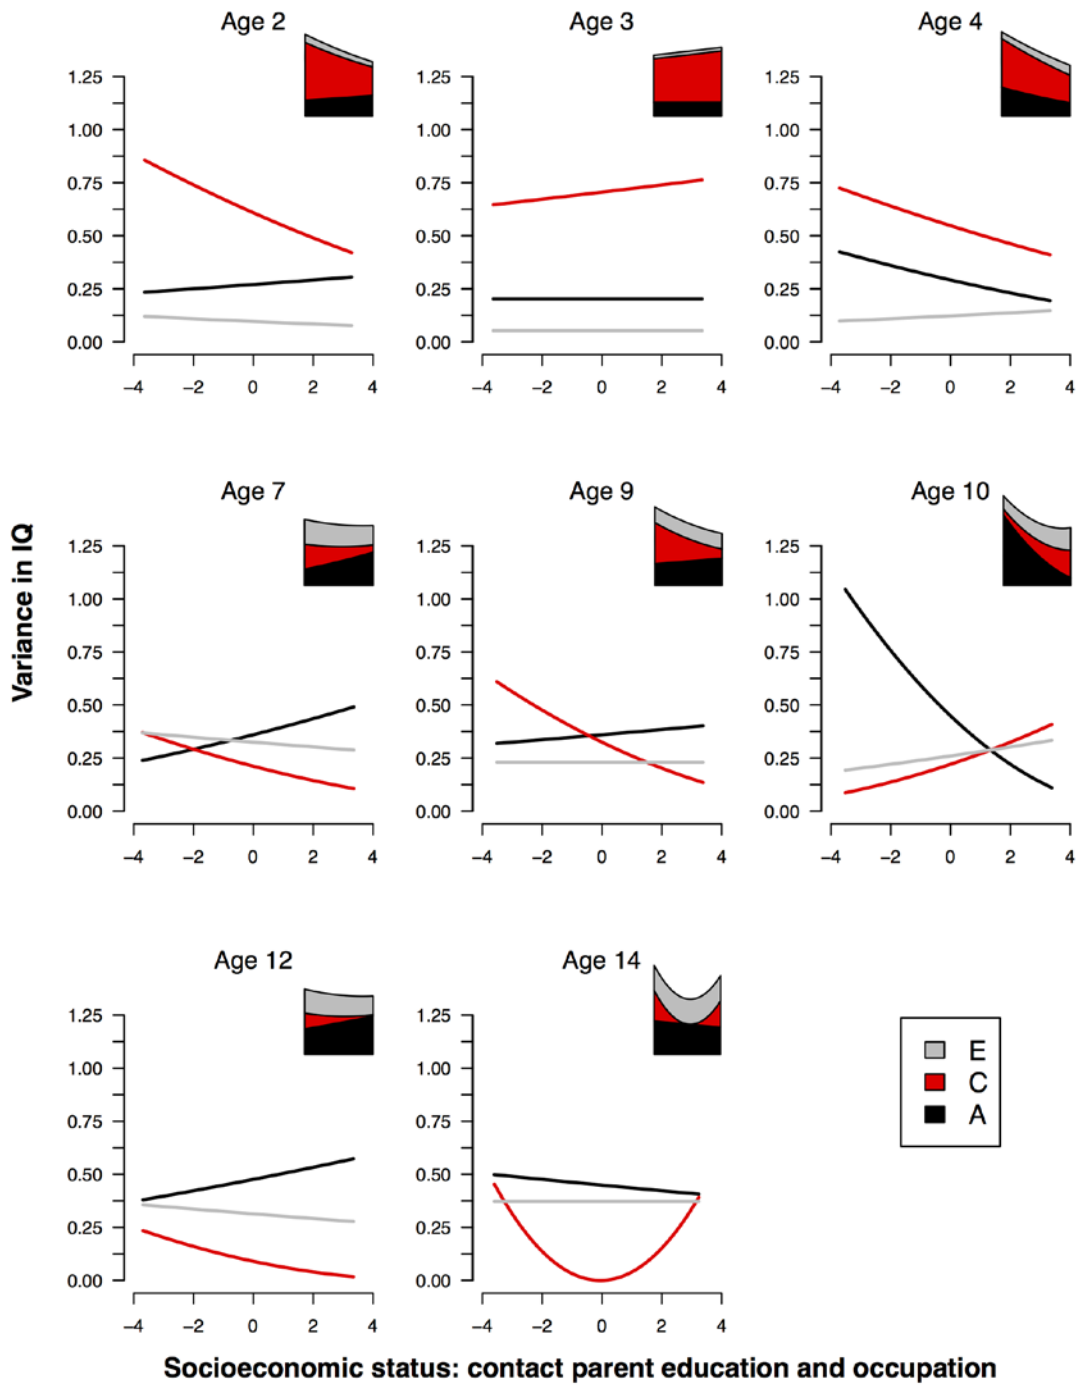 Age 2 Age 3 Age 4
1.25 1.25 1.25
1.00 1.00 1.00
0.75 0.75 0.75
0.50 0.50 0.50
0.25 0.25 0.25
0.00 0.00 0.00
−4 −2 0 2 4 −4 −2 0 2 4 −4 −2 0 2 4
Age 7 Age 9 Age 10
Variance in IQ
1.25 1.25 1.25
1.00 1.00 1.00
0.75 0.75 0.75
0.50 0.50 0.50
0.25 0.25 0.25
0.00 0.00 0.00
−4 −2 0 2 4 −4 −2 0 2 4 −4 −2 0 2 4
Age 12 Age 14
1.25 1.25
1.00 1.00
0.75 0.75
0.50 0.50
0.25 0.25
0.00 0.00
−4 −2 0 2 4 −4 −2 0 2 4
E
C
A
Socioeconomic status: contact parent education and occupation